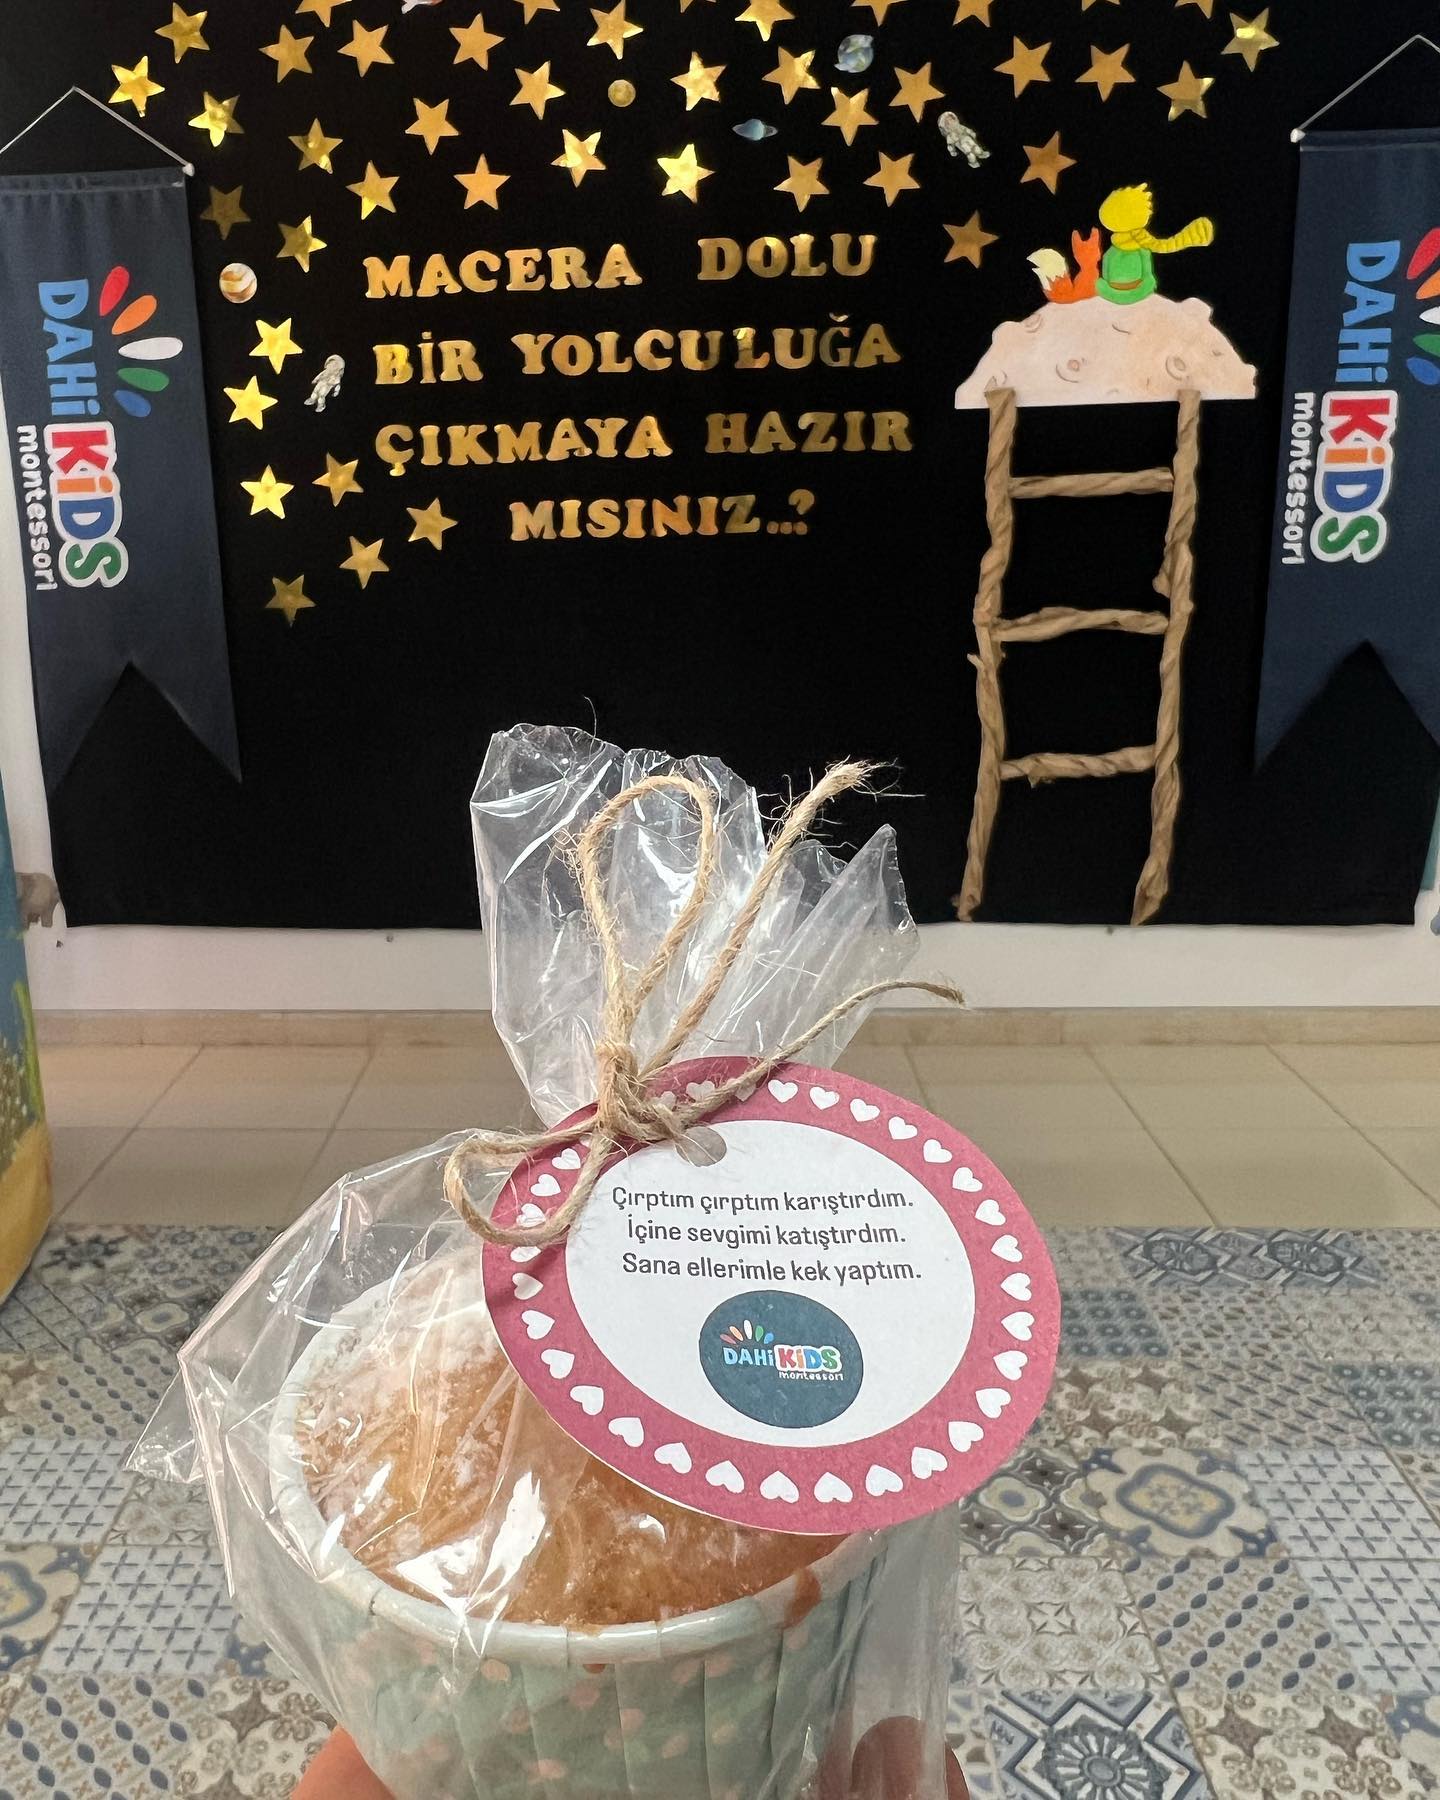 MACERA DOLU
BİR YOLCULUĞA
ÇIKMAYA HAZIR
MISINIZ..?
DAHi
KiDS
montessori
DAHi
KiDS
montessori
Çırptım çırptım karıştırdım.
İçine sevgimi katıştırdım.
Sana ellerimle kek yaptım.
DAHi KiDS
montessori